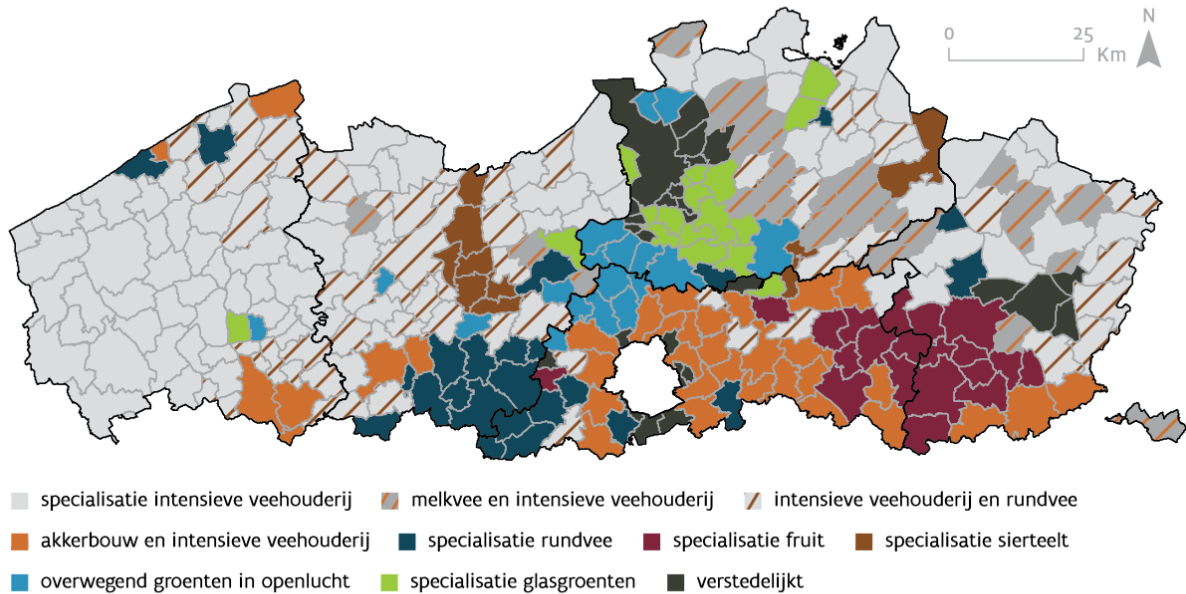 N
0 25
Km
specialisatie intensieve veehouderij melkvee en intensieve veehouderij intensieve veehouderij en rundvee
akkerbouw en intensieve veehouderij specialisatie rundvee specialisatie fruit specialisatie sierteelt
overwegend groenten in openlucht specialisatie glasgroenten verstedelijkt